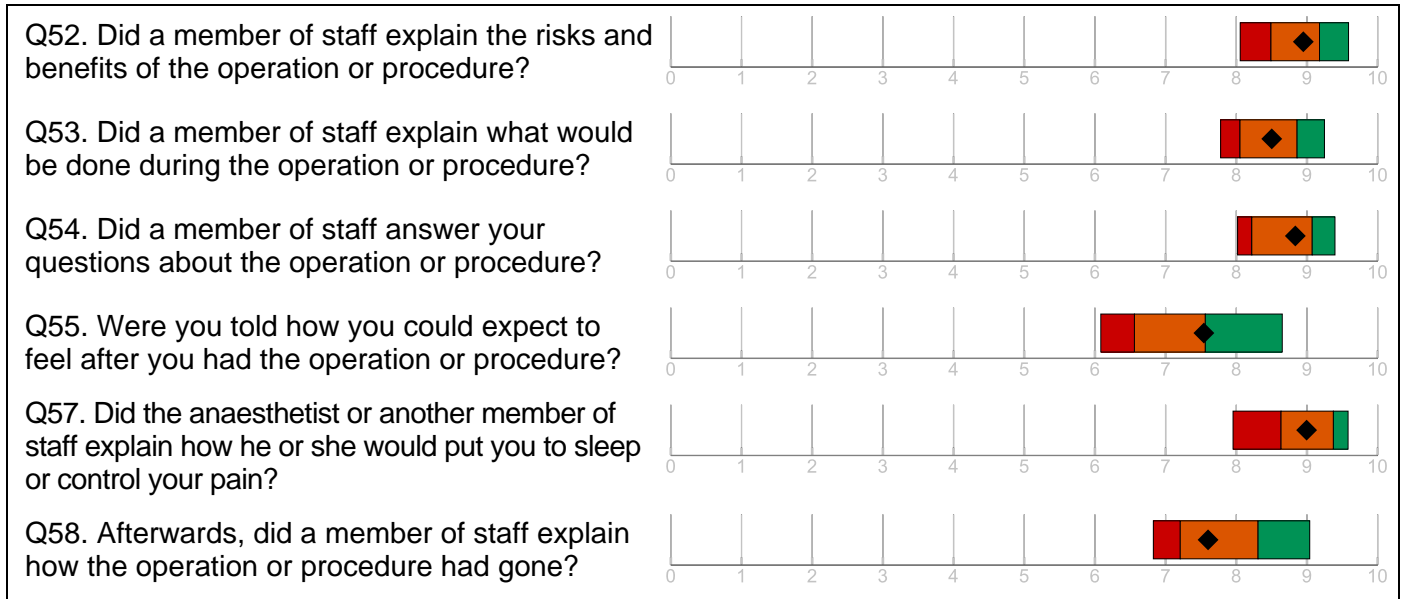 Q52. Did a member of staff explain the risks and
benefits of the operation or procedure?
0 1 2 3 4 5 6 7 8 9 10
Q53. Did a member of staff explain what would
be done during the operation or procedure?
0 1 2 3 4 5 6 7 8 9 10
Q54. Did a member of staff answer your
questions about the operation or procedure?
0 1 2 3 4 5 6 7 8 9 10
Q55. Were you told how you could expect to
feel after you had the operation or procedure?
0 1 2 3 4 5 6 7 8 9 10
Q57. Did the anaesthetist or another member of
staff explain how he or she would put you to sleep
or control your pain?
0 1 2 3 4 5 6 7 8 9 10
Q58. Afterwards, did a member of staff explain
how the operation or procedure had gone?
0 1 2 3 4 5 6 7 8 9 10